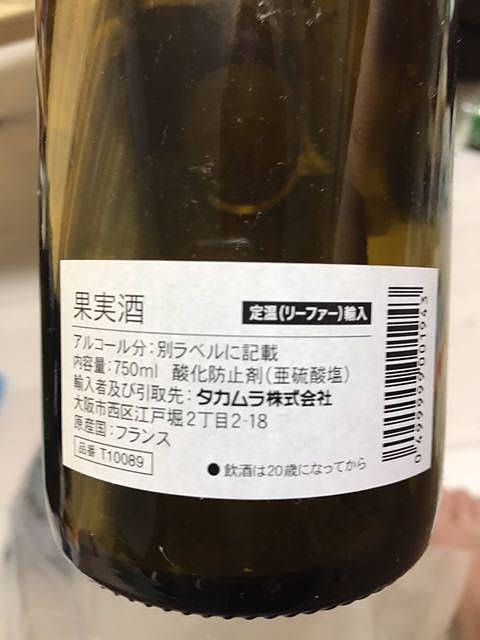 果実酒
定温(リーファー)輸入
アルコール分:別ラベルに記載
内容量:750ml 酸化防止剤(亜硫酸塩)
輸入者及び引取先:タカムラ株式会社
大阪市西区江戸堀2丁目2-18
原産国:フランス
品番 T10089
●飲酒は20歳になってから